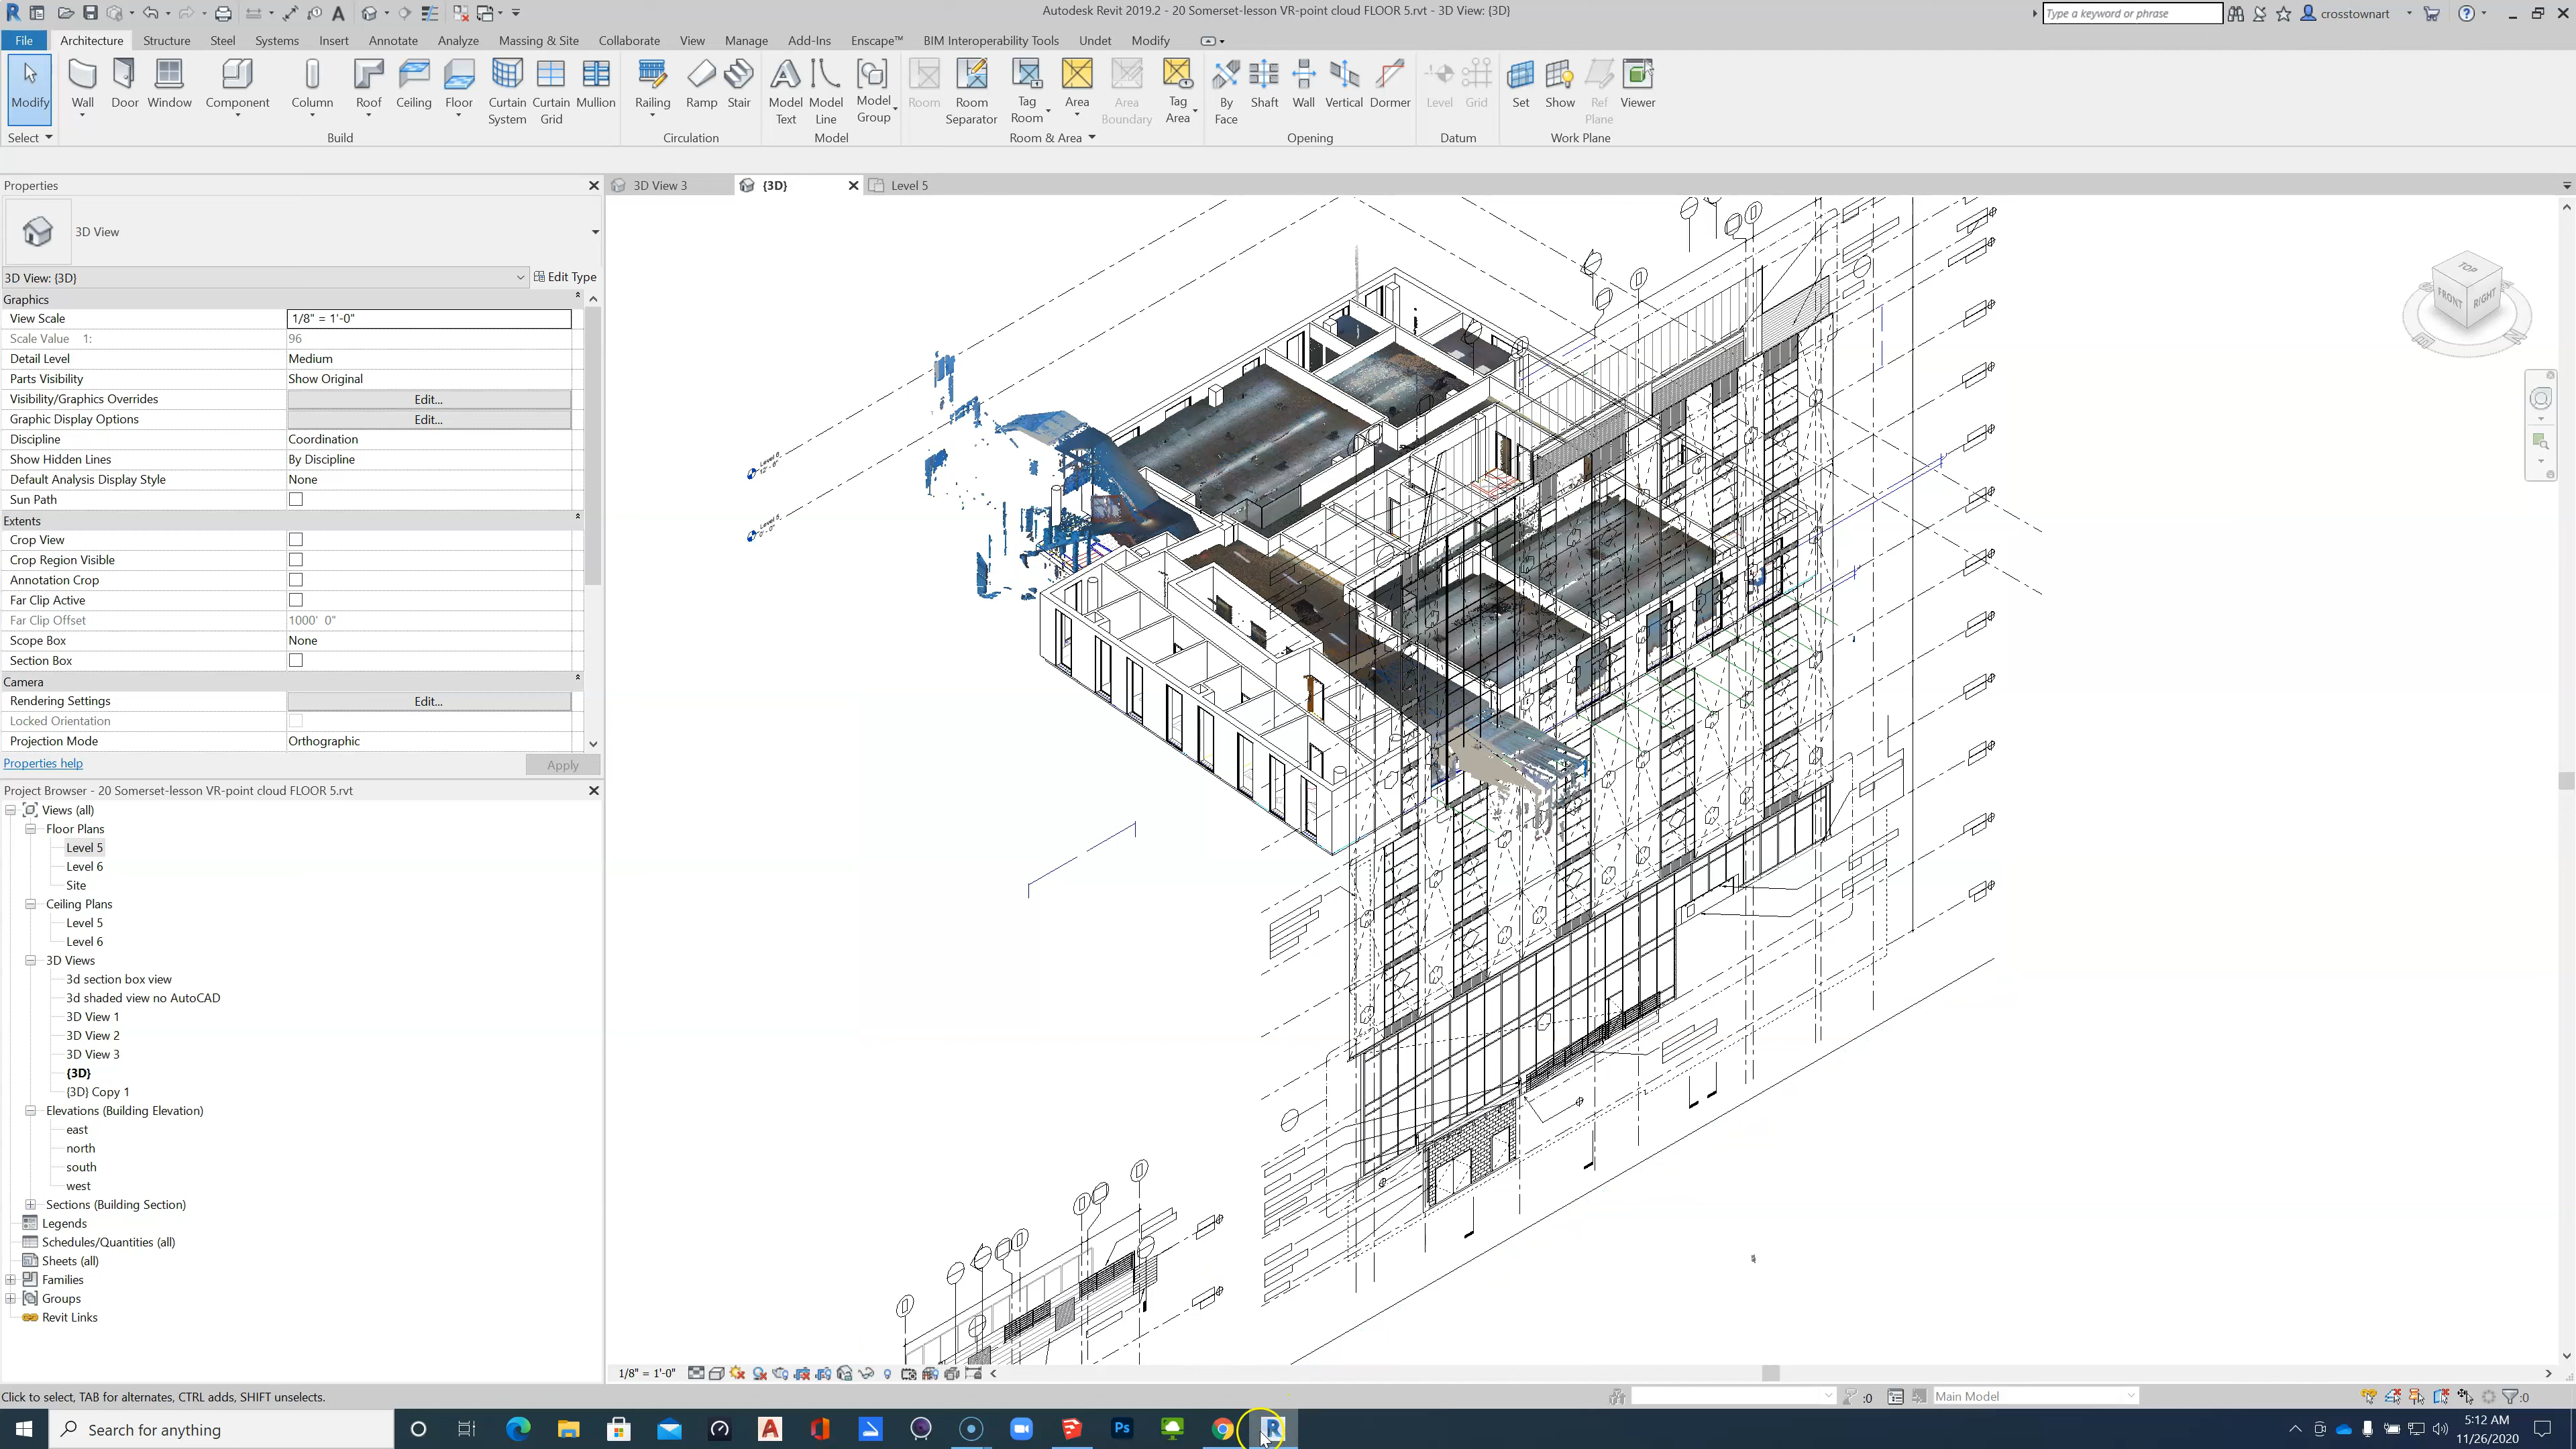 Autodesk Revit 2019.2 - 20 Somerset-lesson VR-point cloud FLOOR 5.rvt - 3D View: {3D}
Type a keyword or phrase
crosstownart
File Architecture Structure Steel Systems Insert Annotate Analyze Massing & Site Collaborate View Manage Add-Ins Enscape™ BIM Interoperability Tools Undet Modify
Modify Wall Door Window Component Column Roof Ceiling Floor Curtain System Curtain Grid Mullion Railing Ramp Stair Model Text Model Line Model Group Room Room Separator Tag Room Area Area Boundary Tag Area By Face Shaft Wall Vertical Dormer Level Grid Set Show Ref Plane Viewer
Select Build Circulation Model Room & Area Opening Datum Work Plane
Properties
3D View 3 {3D} Level 5
3D View
3D View: {3D} Edit Type
Graphics
View Scale 1/8" = 1'-0"
Scale Value 1: 96
Detail Level Medium
Parts Visibility Show Original
Visibility/Graphics Overrides Edit...
Graphic Display Options Edit...
Discipline Coordination
Show Hidden Lines By Discipline
Default Analysis Display Style None
Sun Path
Extents
Crop View
Crop Region Visible
Annotation Crop
Far Clip Active
Far Clip Offset 1000' 0"
Scope Box None
Section Box
Camera
Rendering Settings Edit...
Locked Orientation
Projection Mode Orthographic
Properties help Apply
Project Browser - 20 Somerset-lesson VR-point cloud FLOOR 5.rvt
Views (all)
Floor Plans
Level 5
Level 6
Site
Ceiling Plans
Level 5
Level 6
3D Views
3d section box view
3d shaded view no AutoCAD
3D View 1
3D View 2
3D View 3
{3D}
{3D} Copy 1
Elevations (Building Elevation)
east
north
south
west
Sections (Building Section)
Legends
Schedules/Quantities (all)
Sheets (all)
Families
Groups
Revit Links
TOP
FRONT RIGHT
Level 6
12' - 6"
Level 5
0' - 0"
1/8" = 1'-0"
Click to select, TAB for alternates, CTRL adds, SHIFT unselects.
:0 Main Model :0
Search for anything
Ps
5:12 AM
11/26/2020